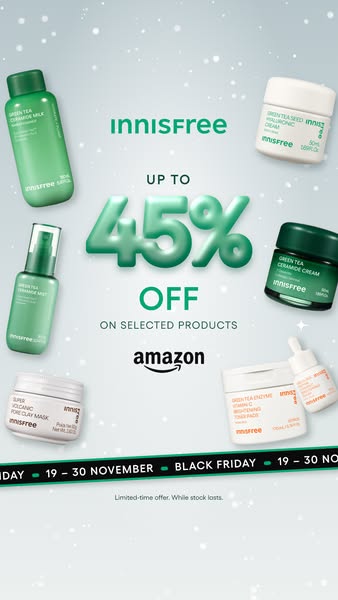 GREEN TEA
CERAMIDE MILK
innisfree
innisfree
GREEN TEA SEED
HYALURONIC
CREAM
innisfree
50mL
UP TO
45%
OFF
ON SELECTED PRODUCTS
amazon
GREEN TEA
CERAMIDE MIST
innisfree
GREEN TEA
CERAMIDE CREAM
innisfree
SUPER
VOLCANIC
PORE CLAY MASK
innisfree
GREEN TEA ENZYME
VITAMIN C
BRIGHTENING
TONER PADS
innisfree
IDAY - 19 – 30 NOVEMBER - BLACK FRIDAY - 19 – 30 NO
Limited-time offer. While stock lasts.